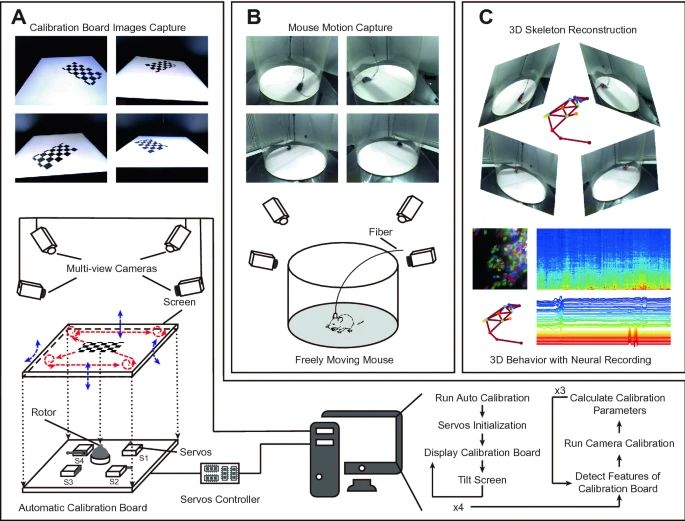 A
Calibration Board Images Capture
Multi-view Cameras
Screen
Rotor
Servos
S4
S1
S3
S2
Automatic Calibration Board
Servos Controller
B
Mouse Motion Capture
Fiber
Freely Moving Mouse
C
3D Skeleton Reconstruction
3D Behavior with Neural Recording
Run Auto Calibration
Servos Initialization
Display Calibration Board
Tilt Screen
x4
x3
Calculate Calibration
Parameters
Run Camera Calibration
Detect Features of
Calibration Board